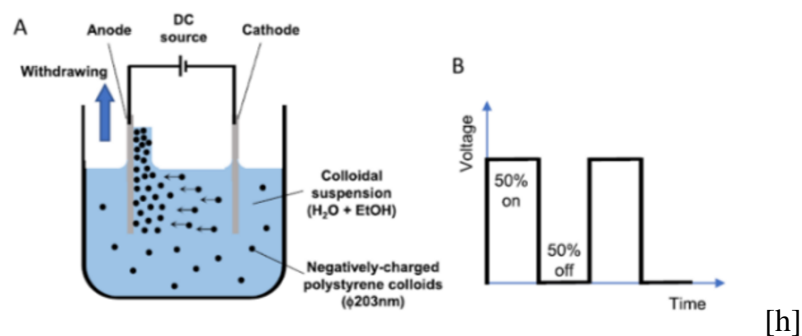 A
Anode
DC
source
Cathode
Withdrawing
Colloidal
suspension
(H₂O + EtOH)
Negatively-charged
polystyrene colloids
(ϕ203nm)
B
Voltage
50%
on
50%
off
Time
[h]